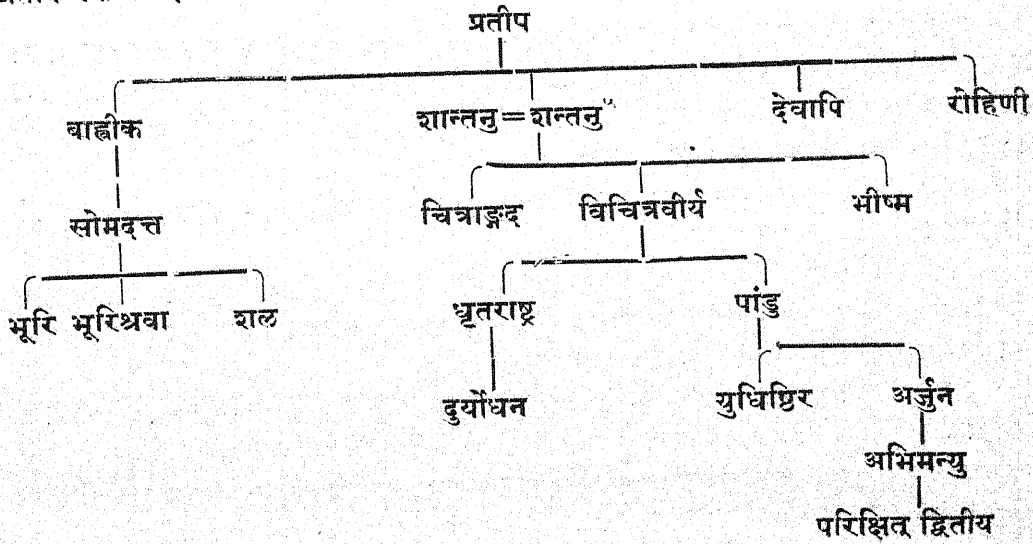 प्रतीप
बाह्लीक शान्तनु=शन्तनु" देवापि रोहिणी
सोमदत्त चित्राङ्गद विचित्रवीर्य भीष्म
भूरि भूरिश्रवा शल धृतराष्ट्र पांडु
दुर्योधन युधिष्ठिर अर्जुन
अभिमन्यु
परिक्षित् द्वितीय